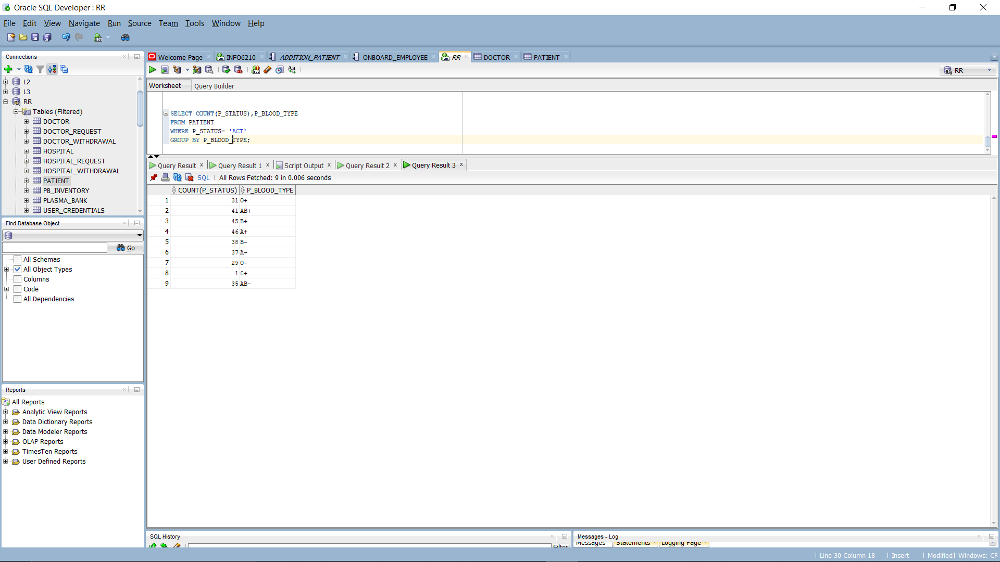 Oracle SQL Developer : RR
File Edit View Navigate Run Source Team Tools Window Help
Connections
L2
L3
RR
Tables (Filtered)
DOCTOR
DOCTOR_REQUEST
DOCTOR_WITHDRAWAL
HOSPITAL
HOSPITAL_REQUEST
HOSPITAL_WITHDRAWAL
PATIENT
PB_INVENTORY
PLASMA_BANK
USER_CREDENTIALS
Find Database Object
Go
All Schemas
All Object Types
Columns
Code
All Dependencies
Reports
All Reports
Analytic View Reports
Data Dictionary Reports
Data Modeler Reports
OLAP Reports
TimesTen Reports
User Defined Reports
Welcome Page INFO6210 ADDITION_PATIENT ONBOARD_EMPLOYEE RR DOCTOR PATIENT
Aa
RR
Worksheet Query Builder
SELECT COUNT(P_STATUS),P_BLOOD_TYPE
FROM PATIENT
WHERE P_STATUS= 'ACT'
GROUP BY P_BLOOD_TYPE;
Query Result Query Result 1 Script Output Query Result 2 Query Result 3
SQL All Rows Fetched: 9 in 0.006 seconds
COUNT(P_STATUS) P_BLOOD_TYPE
1 31 O+
2 41 AB+
3 45 B+
4 46 A+
5 38 B-
6 37 A-
7 29 O-
8 1 0+
9 35 AB-
SQL History
Filter
Messages - Log
Messages Statements Logging Page
Line 30 Column 18 Insert Modified Windows: CR